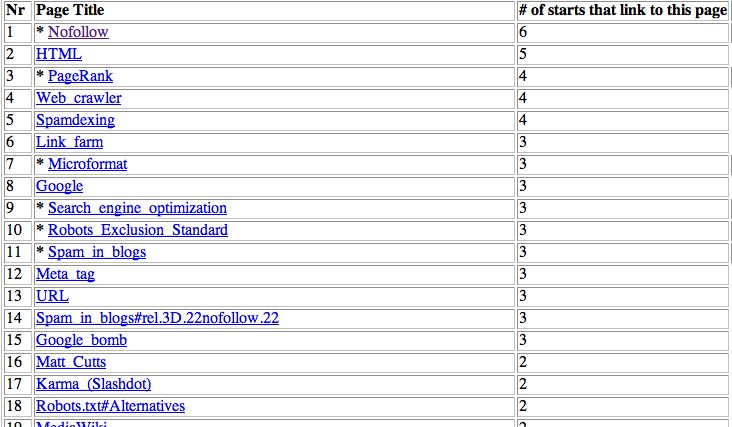 Nr Page Title # of starts that link to this page
1 * Nofollow 6
2 HTML 5
3 * PageRank 4
4 Web_crawler 4
5 Spamdexing 4
6 Link_farm 3
7 * Microformat 3
8 Google 3
9 * Search_engine_optimization 3
10 * Robots_Exclusion_Standard 3
11 * Spam_in_blogs 3
12 Meta_tag 3
13 URL 3
14 Spam_in_blogs#rel.3D.22nofollow.22 3
15 Google_bomb 3
16 Matt_Cutts 2
17 Karma_(Slashdot) 2
18 Robots.txt#Alternatives 2
19 MediaWiki 2